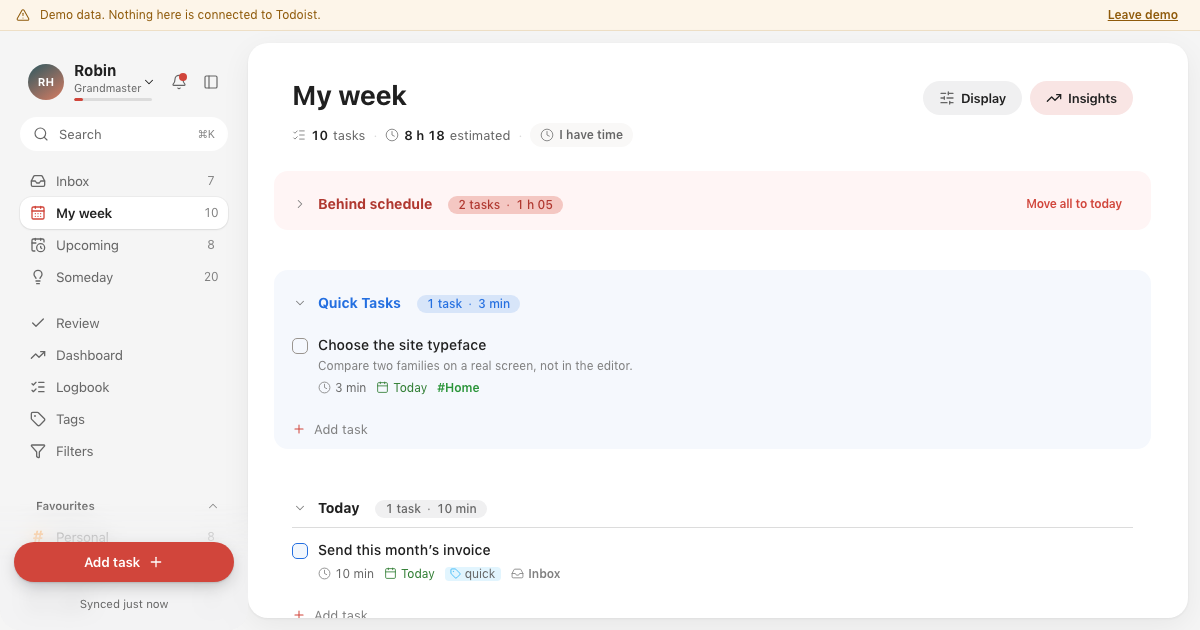 Demo data. Nothing here is connected to Todoist.
Leave demo
RH
Robin
Grandmaster
Search
⌘K
Inbox 7
My week 10
Upcoming 8
Someday 20
Review
Dashboard
Logbook
Tags
Filters
Favourites
# Personal 8
Add task +
Synced just now
My week
10 tasks · 8 h 18 estimated · I have time
Display
Insights
Behind schedule 2 tasks · 1 h 05
Move all to today
Quick Tasks 1 task · 3 min
Choose the site typeface
Compare two families on a real screen, not in the editor.
3 min Today #Home
+ Add task
Today 1 task · 10 min
Send this month's invoice
10 min Today quick Inbox
+ Add task